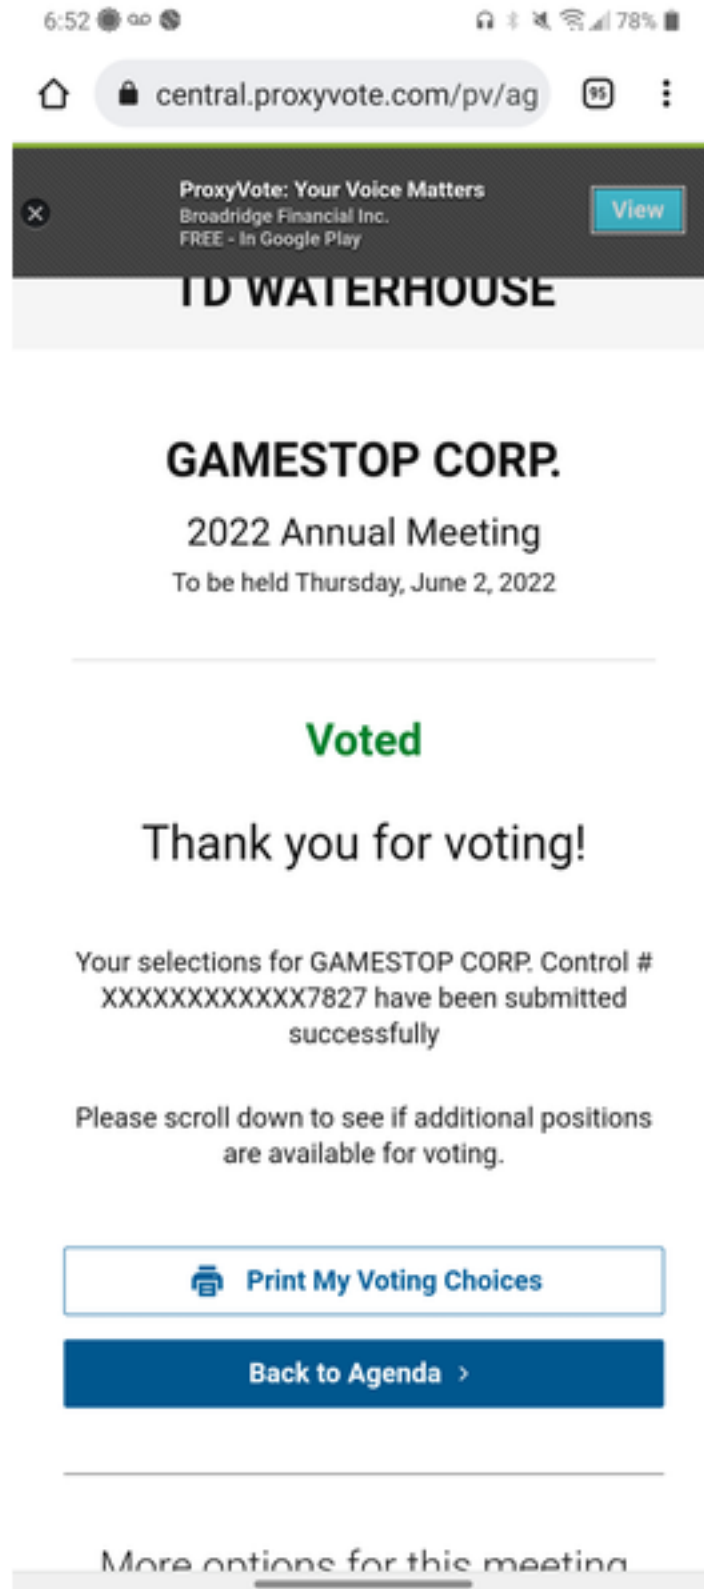 6:52
78%
central.proxyvote.com/pv/ag
95
ProxyVote: Your Voice Matters
Broadridge Financial Inc.
FREE - In Google Play
View
TD WATERHOUSE
GAMESTOP CORP.
2022 Annual Meeting
To be held Thursday, June 2, 2022
Voted
Thank you for voting!
Your selections for GAMESTOP CORP. Control #
XXXXXXXXXXXX7827 have been submitted
successfully
Please scroll down to see if additional positions
are available for voting.
Print My Voting Choices
Back to Agenda >
More options for this meeting